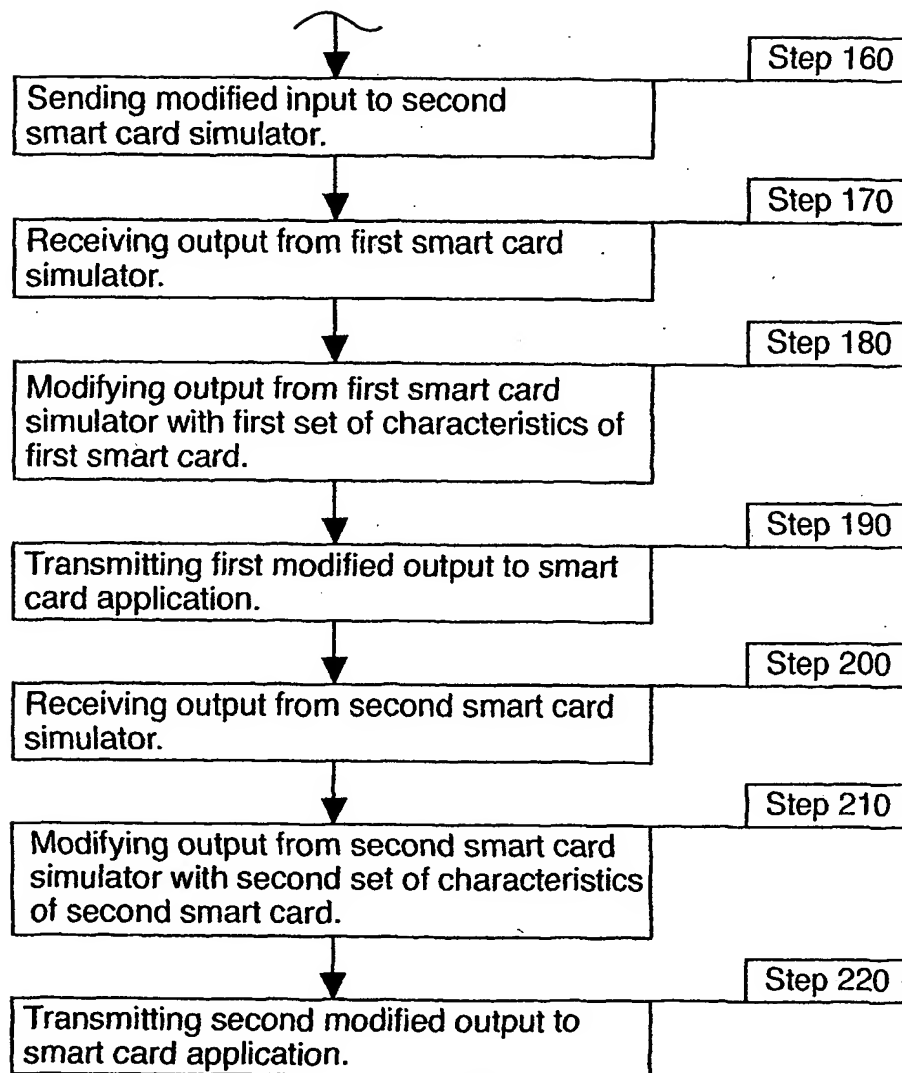 Step 160
Sending modified input to second
smart card simulator.
Step 170
Receiving output from first smart card
simulator.
Step 180
Modifying output from first smart card
simulator with first set of characteristics of
first smart card.
Step 190
Transmitting first modified output to smart
card application.
Step 200
Receiving output from second smart card
simulator.
Step 210
Modifying output from second smart card
simulator with second set of characteristics
of second smart card.
Step 220
Transmitting second modified output to
smart card application.